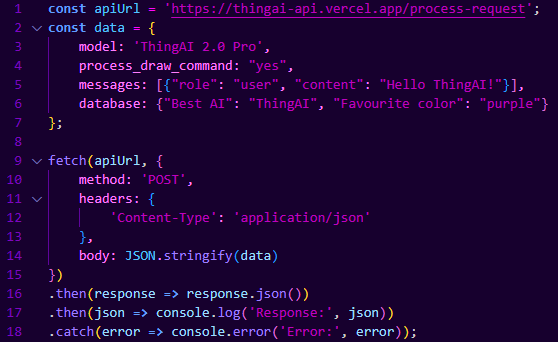 1 const apiUrl = 'https://thingai-api.vercel.app/process-request';
2 const data = {
3 model: 'ThingAI 2.0 Pro',
4 process_draw_command: "yes",
5 messages: [{"role": "user", "content": "Hello ThingAI!"}],
6 database: {"Best AI": "ThingAI", "Favourite color": "purple"}
7 };
8
9 fetch(apiUrl, {
10 method: 'POST',
11 headers: {
12 'Content-Type': 'application/json'
13 },
14 body: JSON.stringify(data)
15 })
16 .then(response => response.json())
17 .then(json => console.log('Response:', json))
18 .catch(error => console.error('Error:', error));